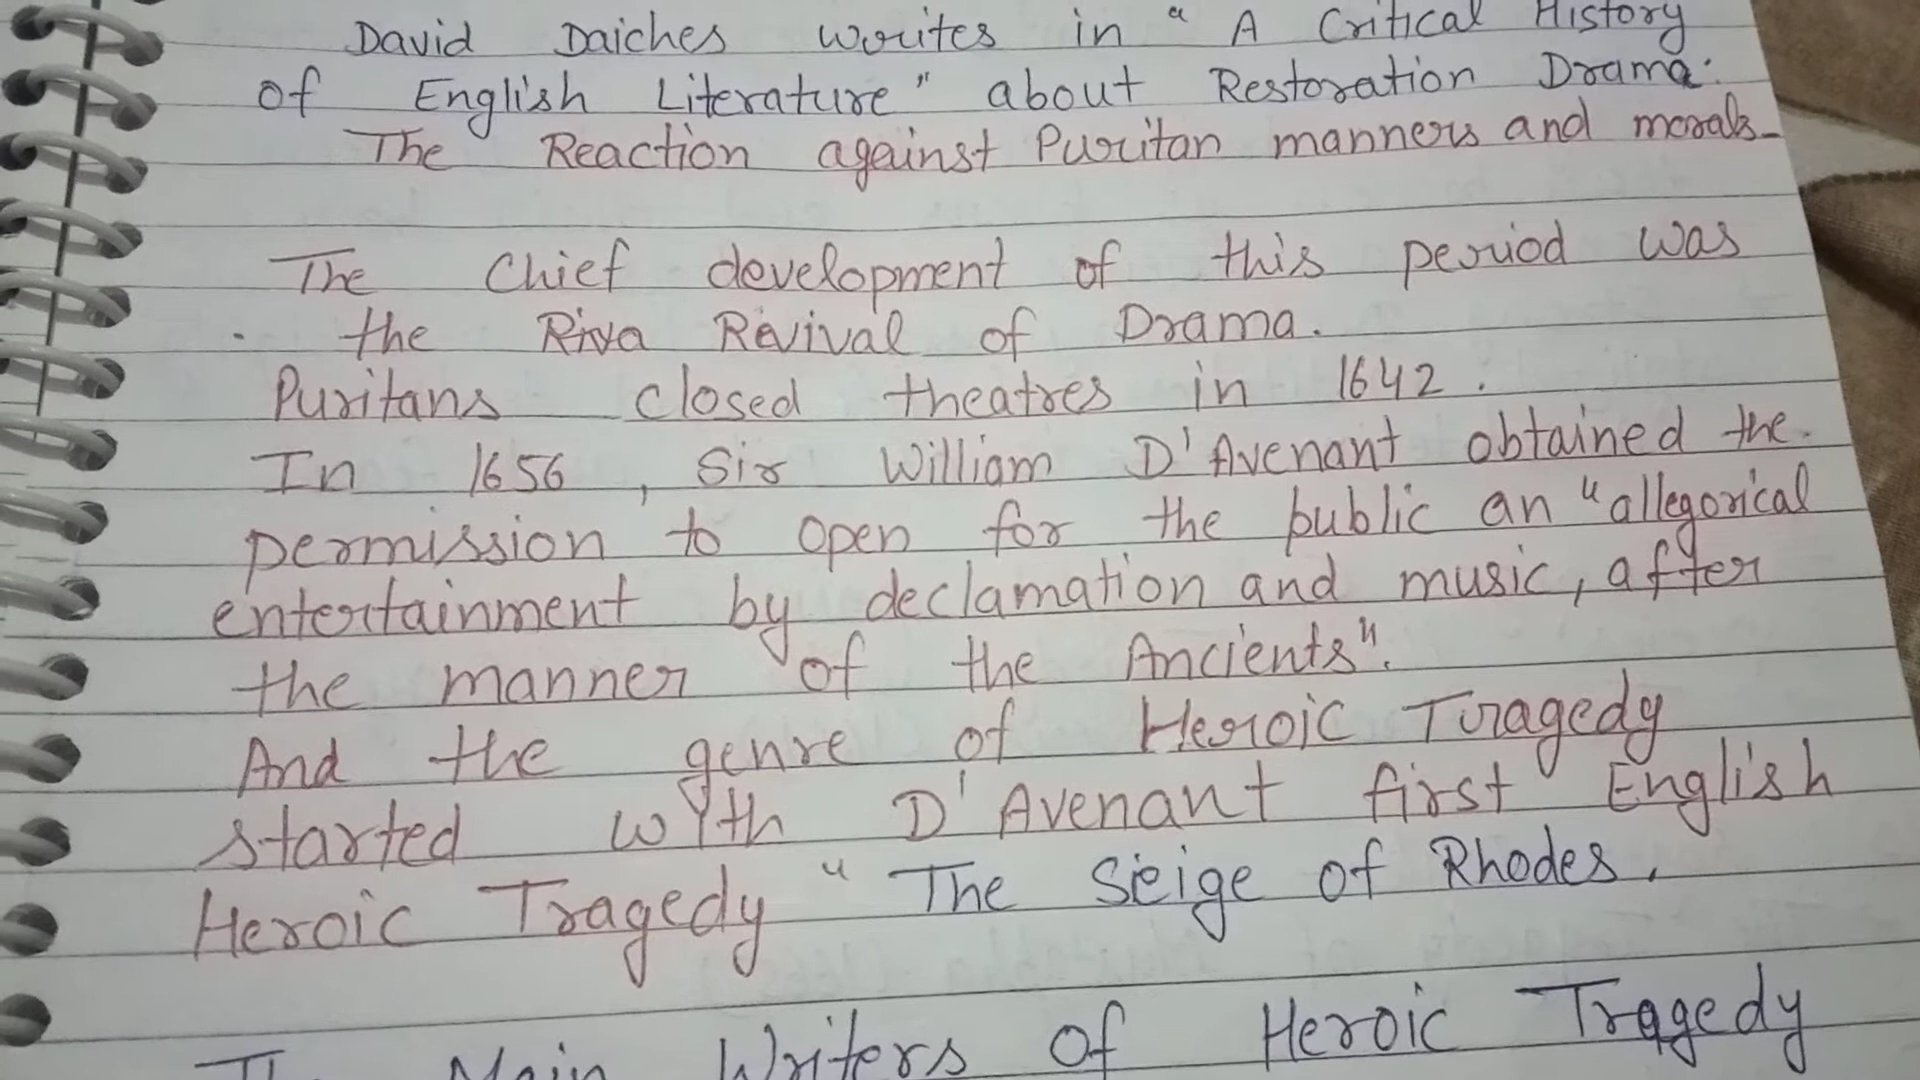 David Daiches writes in " A Critical History
of English Literature" about Restoration Drama.
The Reaction against Puritan manners and morals-
The Chief development of this period was
the Riva Revival of Drama.
Puritans closed theatres in 1642.
In 1656, Sir William D'Avenant obtained the
permission to open for the public an "allegorical
entertainment by declamation and music, after
the manner of the Ancients".
And the genre of Heroic Tragedy
started with D'Avenant first English
Heroic Tragedy " The Seige of Rhodes.
Main Writers of Heroic Tragedy